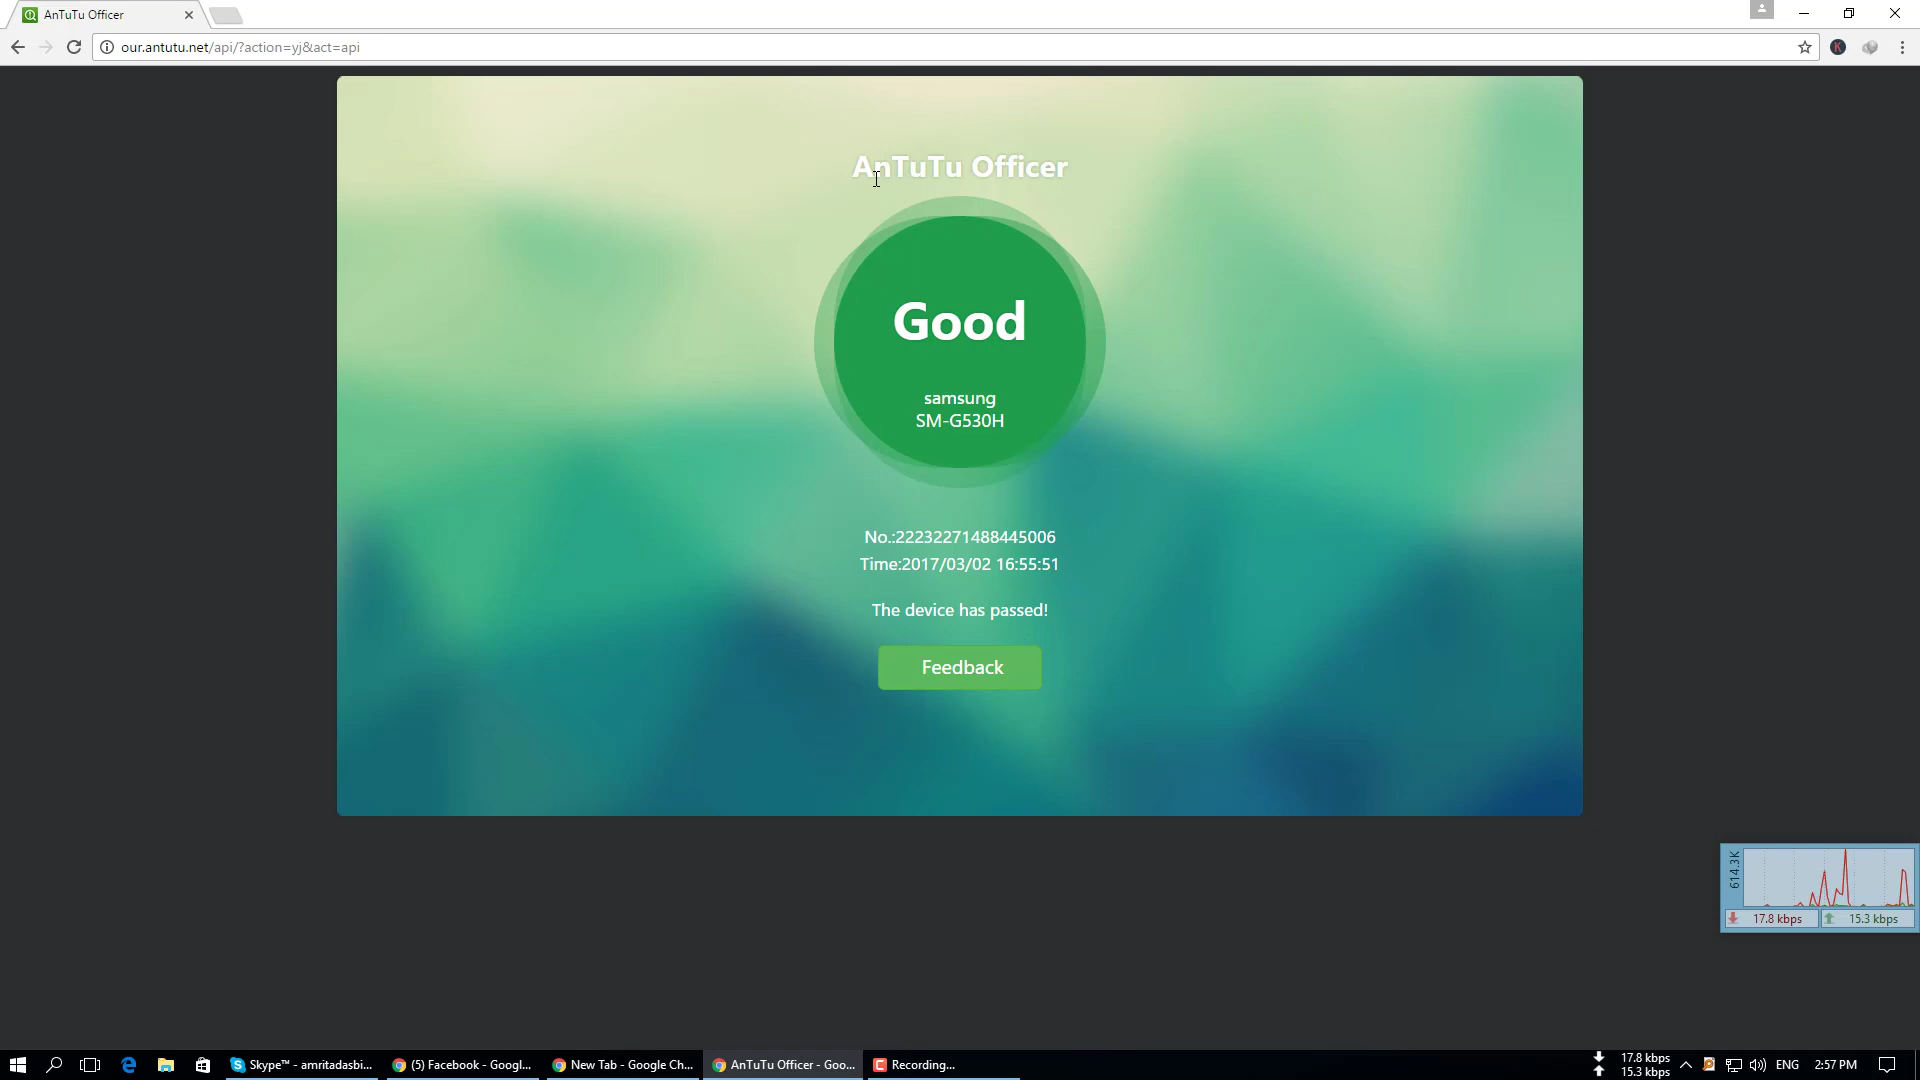 AnTuTu Officer
our.antutu.net/api/?action=yj&act=api
AnTuTu Officer
Good
samsung
SM-G530H
No.:22232271488445006
Time:2017/03/02 16:55:51
The device has passed!
Feedback
614.3K
17.8 kbps
15.3 kbps
Skype™ - amritadasbi...
(5) Facebook - Googl...
New Tab - Google Ch...
AnTuTu Officer - Goo...
Recording...
17.8 kbps
15.3 kbps
ENG
2:57 PM